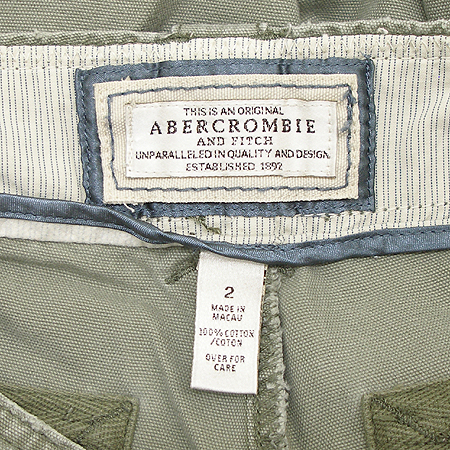 THIS IS AN ORIGINAL
ABERCROMBIE
AND FITCH
UNPARALLELED IN QUALITY AND DESIGN
ESTABLISHED 1892
2
MADE IN
MACAU
100% COTTON
/COTON
OVER FOR
CARE